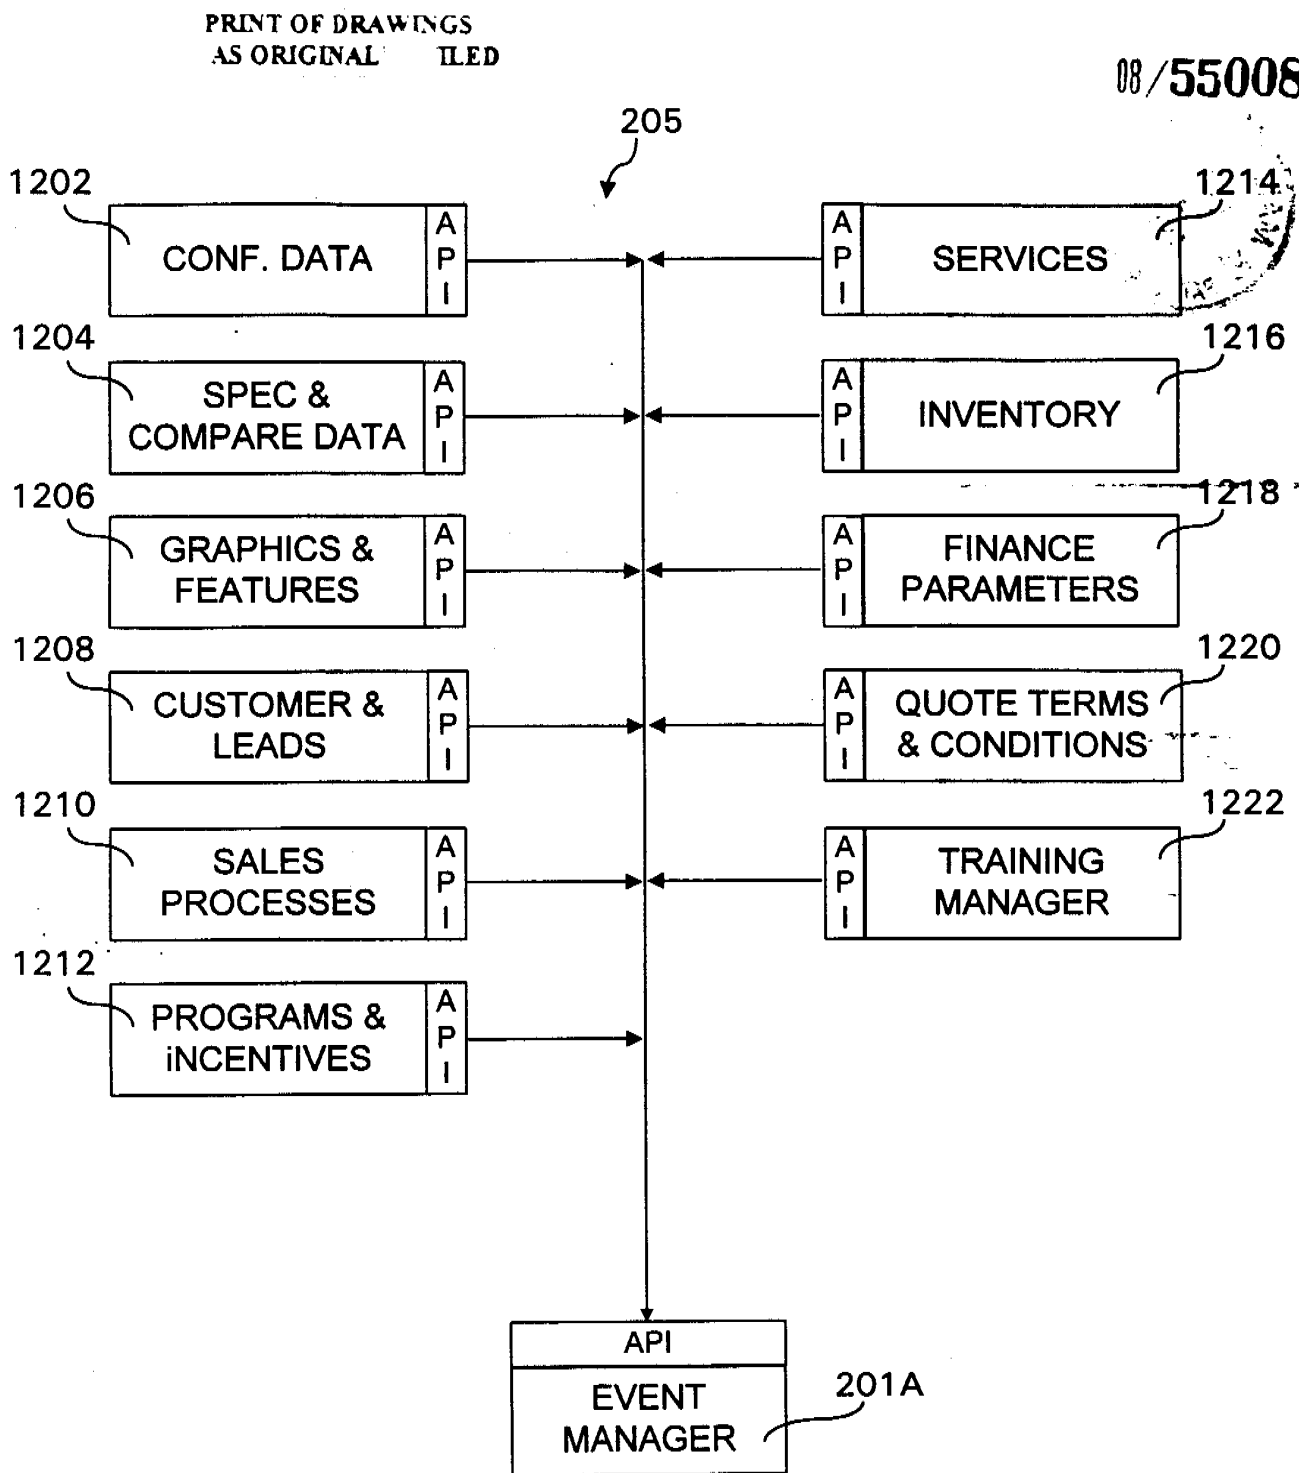 PRINT OF DRAWINGS
AS ORIGINAL ILED
08/55008
205
1202
CONF. DATA
API
1204
SPEC &
COMPARE DATA
API
1206
GRAPHICS &
FEATURES
API
1208
CUSTOMER &
LEADS
API
1210
SALES
PROCESSES
API
1212
PROGRAMS &
iNCENTIVES
API
1214
API
SERVICES
1216
API
INVENTORY
1218
API
FINANCE
PARAMETERS
1220
API
QUOTE TERMS
& CONDITIONS
1222
API
TRAINING
MANAGER
API
EVENT
MANAGER
201A